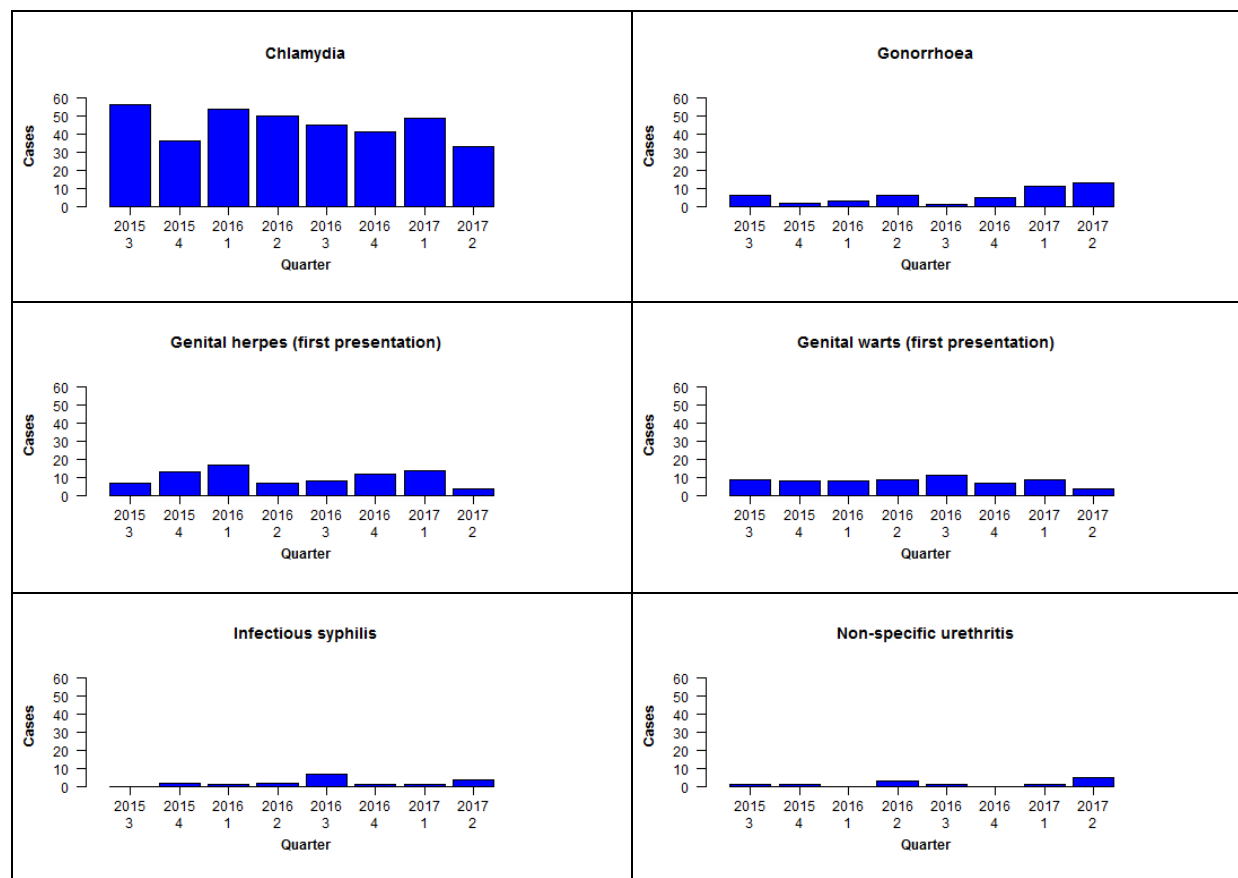 Chlamydia
60
50
40
30
20
10
0
Cases
2015 2015 2016 2016 2016 2016 2017 2017
3 4 1 2 3 4 1 2
Quarter
Gonorrhoea
60
50
40
30
20
10
0
Cases
2015 2015 2016 2016 2016 2016 2017 2017
3 4 1 2 3 4 1 2
Quarter
Genital herpes (first presentation)
60
50
40
30
20
10
0
Cases
2015 2015 2016 2016 2016 2016 2017 2017
3 4 1 2 3 4 1 2
Quarter
Genital warts (first presentation)
60
50
40
30
20
10
0
Cases
2015 2015 2016 2016 2016 2016 2017 2017
3 4 1 2 3 4 1 2
Quarter
Infectious syphilis
60
50
40
30
20
10
0
Cases
2015 2015 2016 2016 2016 2016 2017 2017
3 4 1 2 3 4 1 2
Quarter
Non-specific urethritis
60
50
40
30
20
10
0
Cases
2015 2015 2016 2016 2016 2016 2017 2017
3 4 1 2 3 4 1 2
Quarter